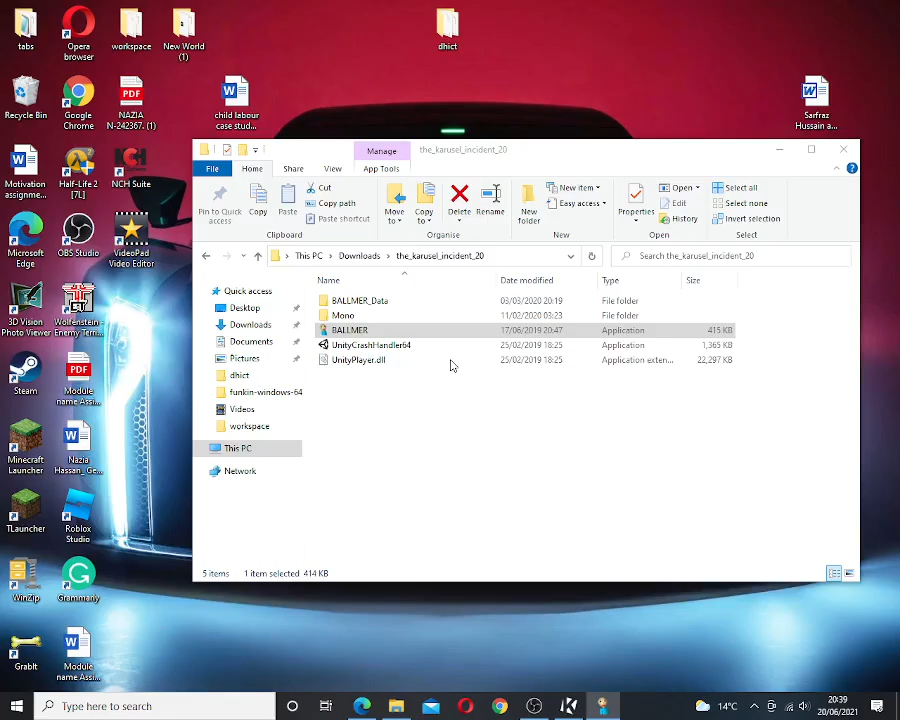 tabs
Opera browser
workspace
New World (1)
dhict
Recycle Bin
Google Chrome
NAZIA N-242367. (1)
child labour case stud...
Sarfraz Hussain a...
Motivation assignme...
Half-Life 2 [7L]
NCH Suite
Microsoft Edge
OBS Studio
VideoPad Video Editor
3D Vision Photo Viewer
Wolfenstein - Enemy Terri...
Steam
Module name Assi...
Minecraft Launcher
Nazia Hassan_ Ge...
TLauncher
Roblox Studio
WinZip
Grammarly
GrabIt
Module name Assi...
Manage
the_karusel_incident_20
File
Home
Share
View
App Tools
Pin to Quick access
Copy
Paste
Cut
Copy path
Paste shortcut
Clipboard
Move to
Copy to
Delete
Rename
Organise
New folder
New item
Easy access
New
Properties
Open
Edit
History
Open
Select all
Select none
Invert selection
Select
This PC
Downloads
the_karusel_incident_20
Search the_karusel_incident_20
Quick access
Desktop
Downloads
Documents
Pictures
dhict
funkin-windows-64
Videos
workspace
This PC
Network
Name Date modified Type Size
BALLMER_Data 03/03/2020 20:19 File folder
Mono 11/02/2020 03:23 File folder
BALLMER 17/06/2019 20:47 Application 415 KB
UnityCrashHandler64 25/02/2019 18:25 Application 1,365 KB
UnityPlayer.dll 25/02/2019 18:25 Application exten... 22,297 KB
5 items 1 item selected 414 KB
Type here to search
14°C
20:39
20/06/2021